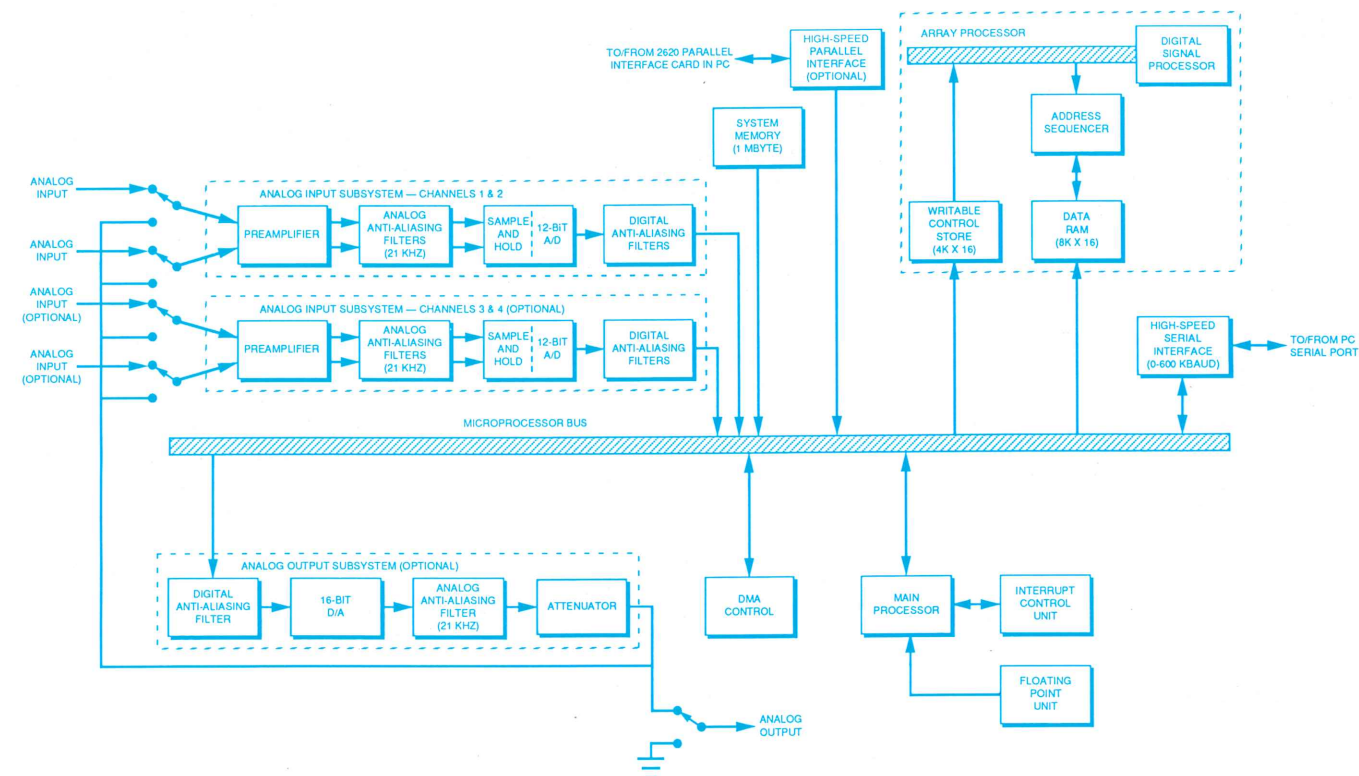 TO/FROM 2620 PARALLEL
INTERFACE CARD IN PC
HIGH-SPEED
PARALLEL
INTERFACE
(OPTIONAL)
ARRAY PROCESSOR
DIGITAL
SIGNAL
PROCESSOR
SYSTEM
MEMORY
(1 MBYTE)
ADDRESS
SEQUENCER
WRITABLE
CONTROL
STORE
(4K X 16)
DATA
RAM
(8K X 16)
ANALOG
INPUT
ANALOG
INPUT
ANALOG
INPUT
(OPTIONAL)
ANALOG
INPUT
(OPTIONAL)
ANALOG INPUT SUBSYSTEM — CHANNELS 1 & 2
PREAMPLIFIER
ANALOG
ANTI-ALIASING
FILTERS
(21 KHZ)
SAMPLE
AND
HOLD
12-BIT
A/D
DIGITAL
ANTI-ALIASING
FILTERS
ANALOG INPUT SUBSYSTEM — CHANNELS 3 & 4 (OPTIONAL)
PREAMPLIFIER
ANALOG
ANTI-ALIASING
FILTERS
(21 KHZ)
SAMPLE
AND
HOLD
12-BIT
A/D
DIGITAL
ANTI-ALIASING
FILTERS
HIGH-SPEED
SERIAL
INTERFACE
(0-600 KBAUD)
TO/FROM PC
SERIAL PORT
MICROPROCESSOR BUS
ANALOG OUTPUT SUBSYSTEM (OPTIONAL)
DIGITAL
ANTI-ALIASING
FILTER
16-BIT
D/A
ANALOG
ANTI-ALIASING
FILTER
(21 KHZ)
ATTENUATOR
DMA
CONTROL
MAIN
PROCESSOR
INTERRUPT
CONTROL
UNIT
FLOATING
POINT
UNIT
ANALOG
OUTPUT